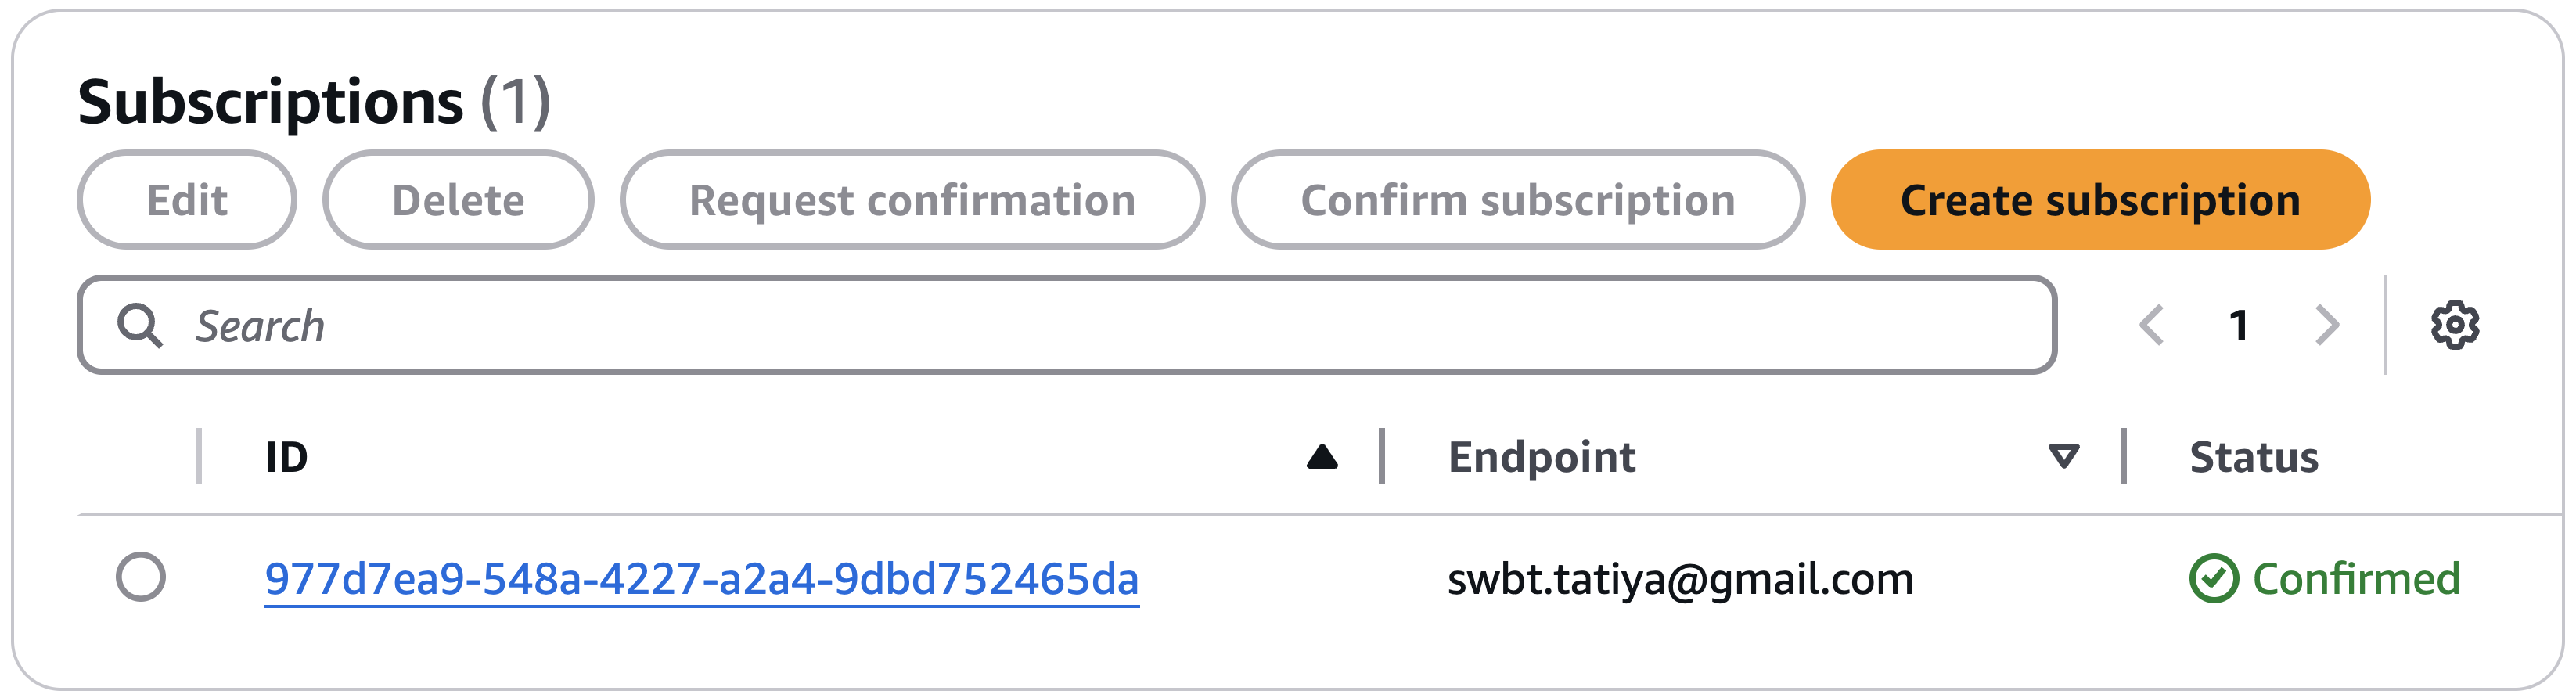 Subscriptions (1)
Edit Delete Request confirmation Confirm subscription Create subscription
Search 1
ID Endpoint Status
977d7ea9-548a-4227-a2a4-9dbd752465da swbt.tatiya@gmail.com Confirmed